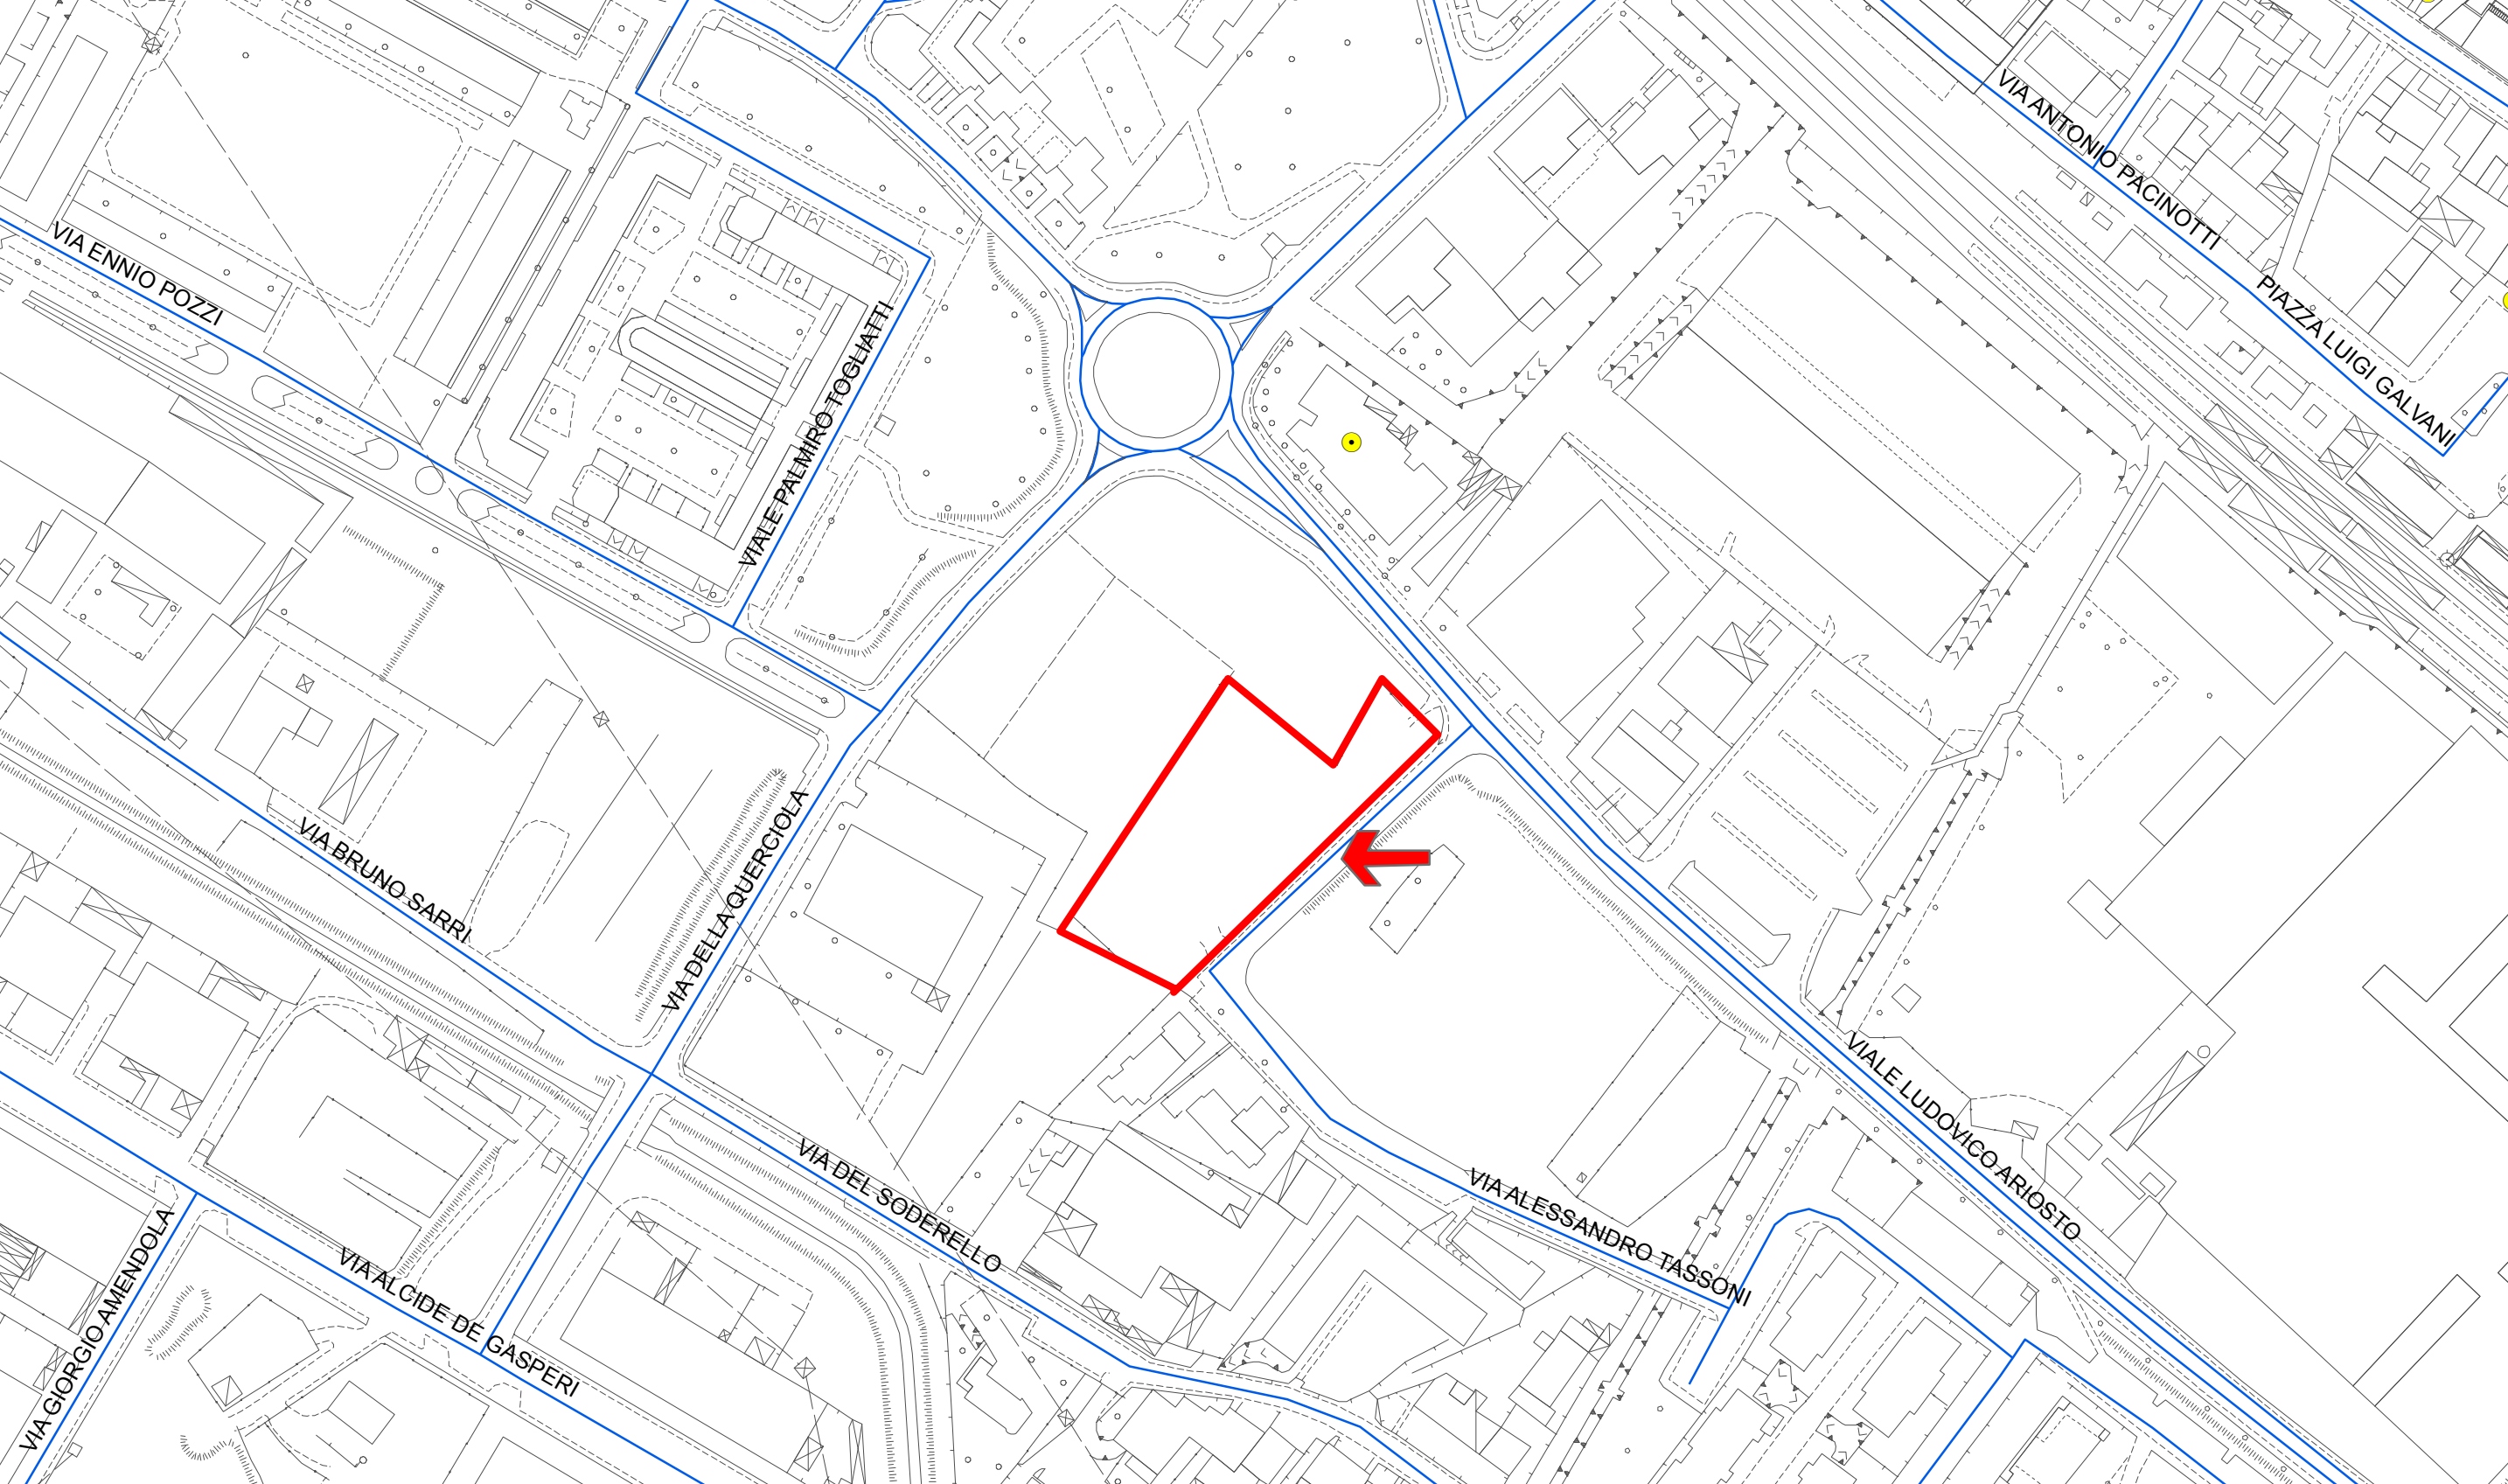 VIA ANTONIO PACINOTTI
VIA ENNIO POZZI
PIAZZA LUIGI GALVANI
VIALE PALMIRO TOGLIATTI
VIA DELLA QUERCIOLA
VIA BRUNO SARRI
VIALE LUDOVICO ARIOSTO
VIA DEL SODERELLO
VIA ALESSANDRO TASSONI
VIA GIORGIO AMENDOLA
VIA ALCIDE DE GASPERI